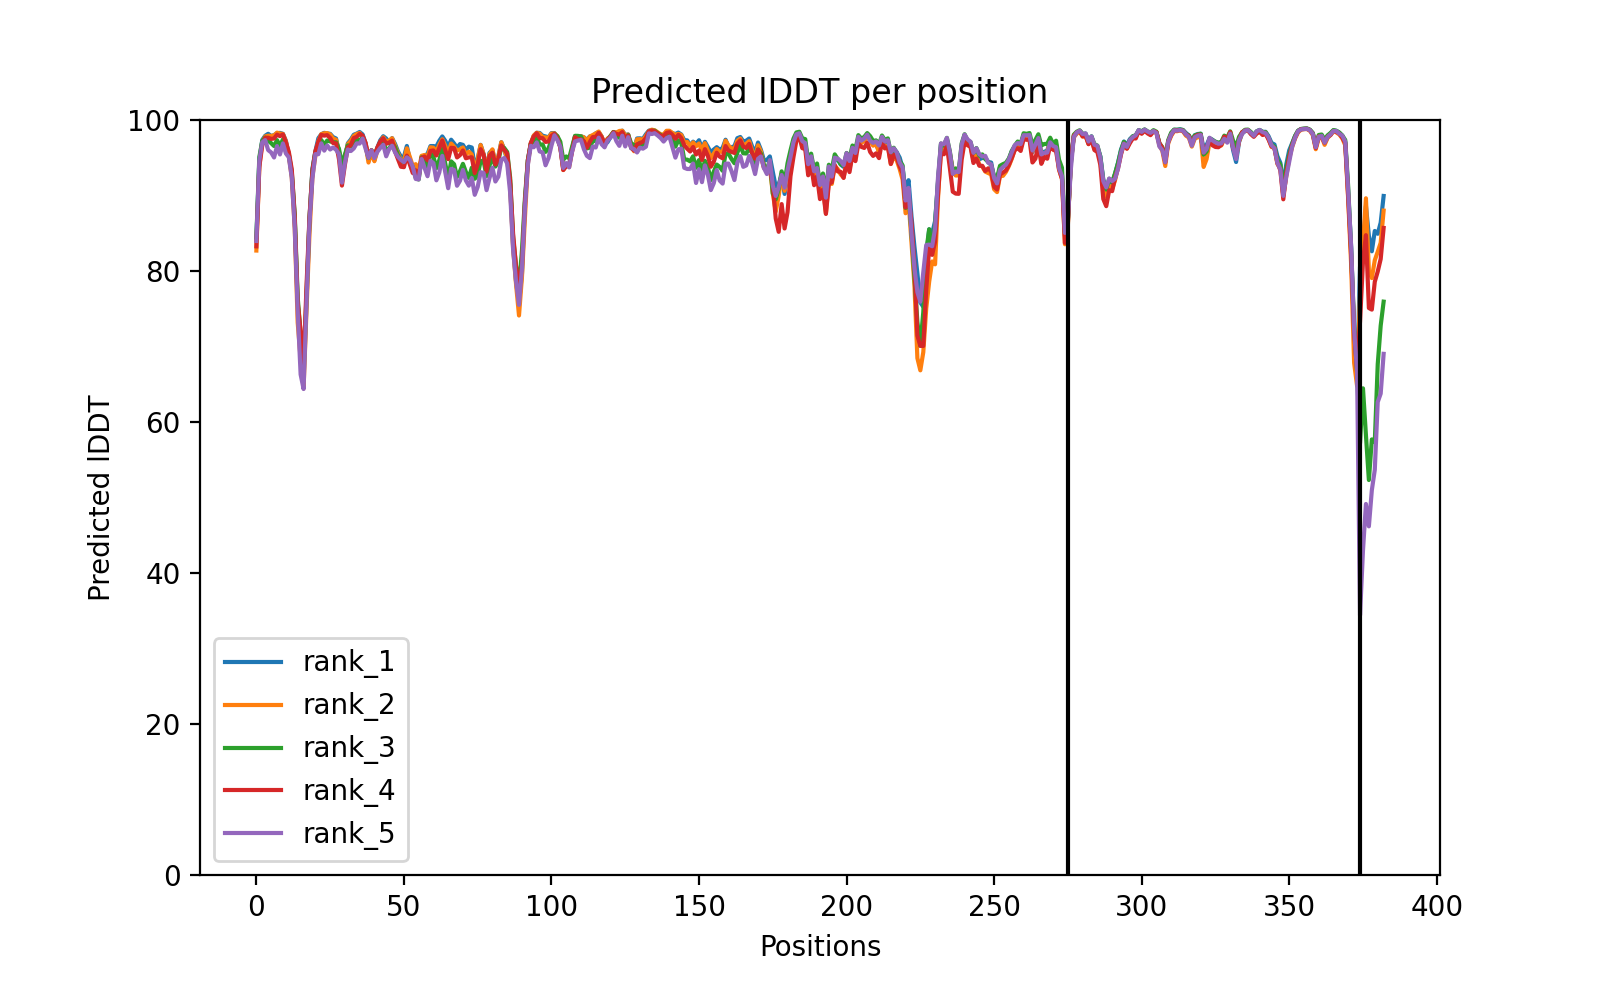 Predicted lDDT per position
100
80
60
40
20
0
Predicted lDDT
rank_1
rank_2
rank_3
rank_4
rank_5
0 50 100 150 200 250 300 350 400
Positions